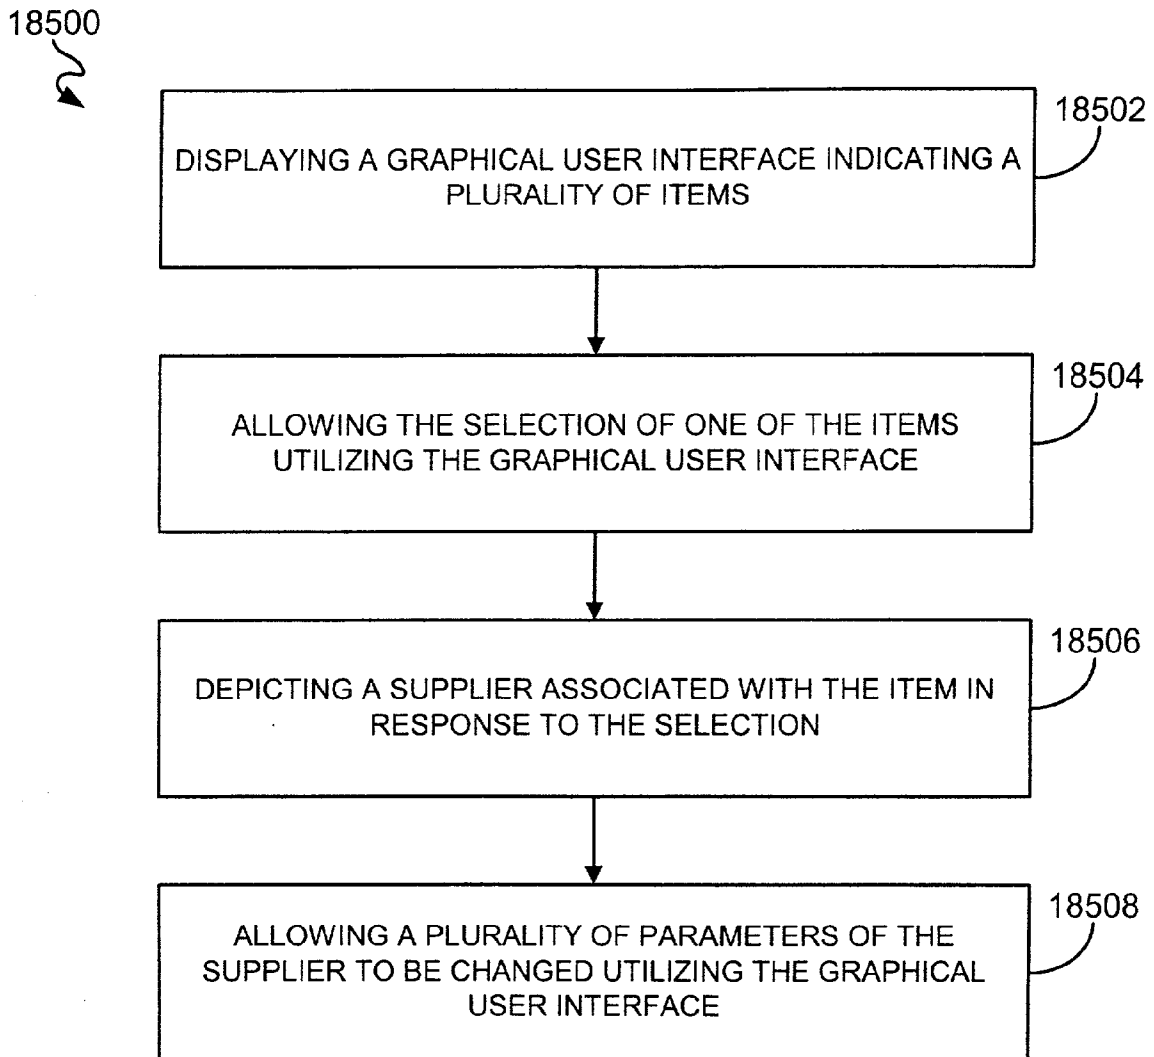 18500
18502
DISPLAYING A GRAPHICAL USER INTERFACE INDICATING A
PLURALITY OF ITEMS
18504
ALLOWING THE SELECTION OF ONE OF THE ITEMS
UTILIZING THE GRAPHICAL USER INTERFACE
18506
DEPICTING A SUPPLIER ASSOCIATED WITH THE ITEM IN
RESPONSE TO THE SELECTION
18508
ALLOWING A PLURALITY OF PARAMETERS OF THE
SUPPLIER TO BE CHANGED UTILIZING THE GRAPHICAL
USER INTERFACE